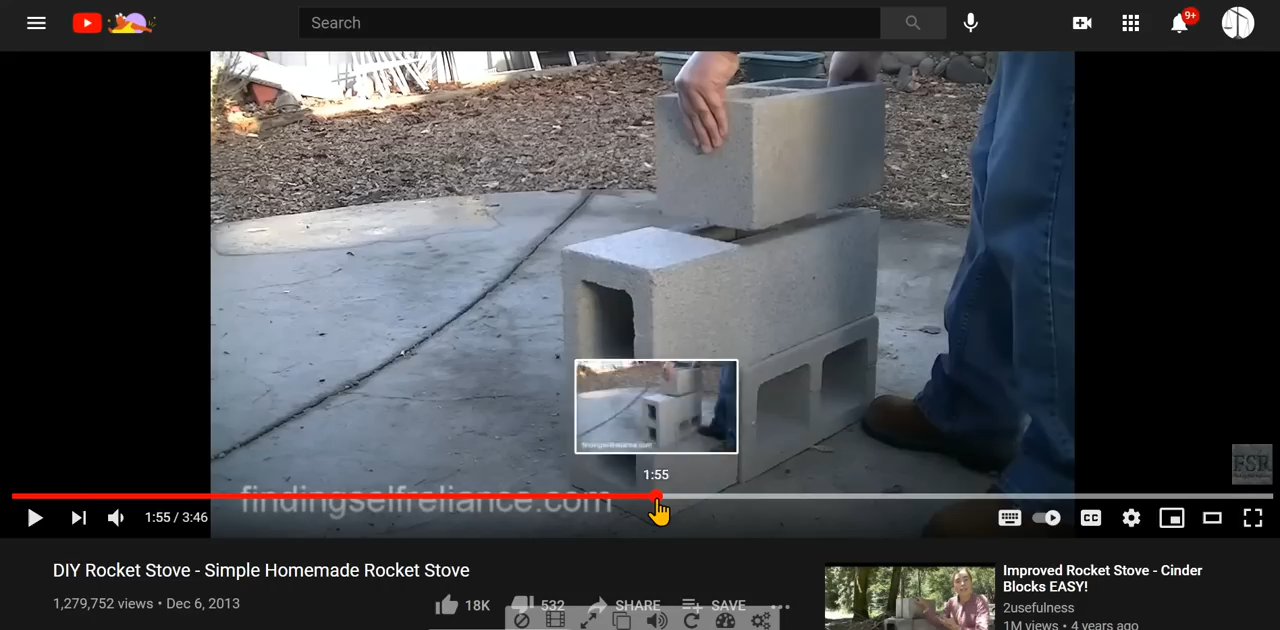 Search
9+
FSR
findingselfreliance.com
1:55
1:55 / 3:46
CC
DIY Rocket Stove - Simple Homemade Rocket Stove
1,279,752 views • Dec 6, 2013
18K
532
SHARE
SAVE
Improved Rocket Stove - Cinder
Blocks EASY!
2usefulness
1M views • 4 years ago